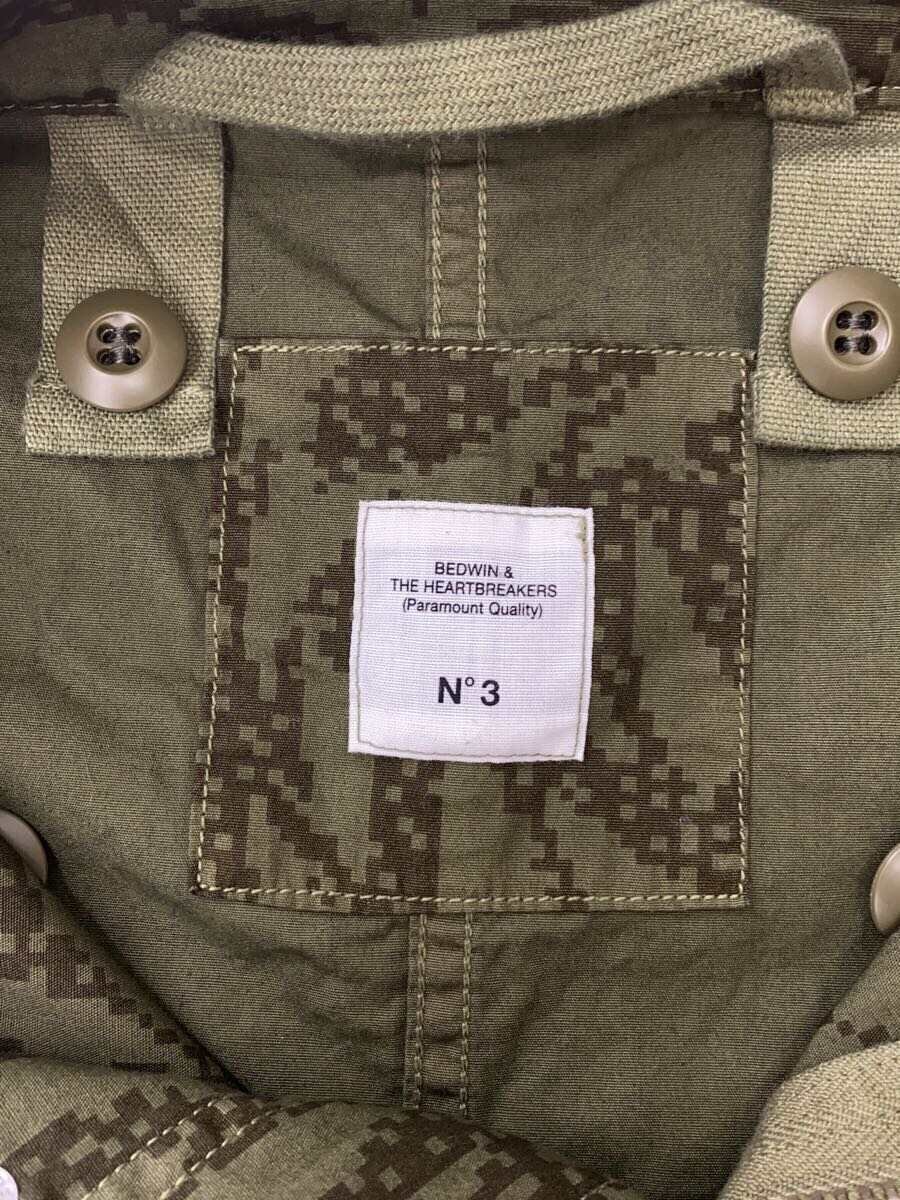 BEDWIN &
THE HEARTBREAKERS
(Paramount Quality)
N° 3